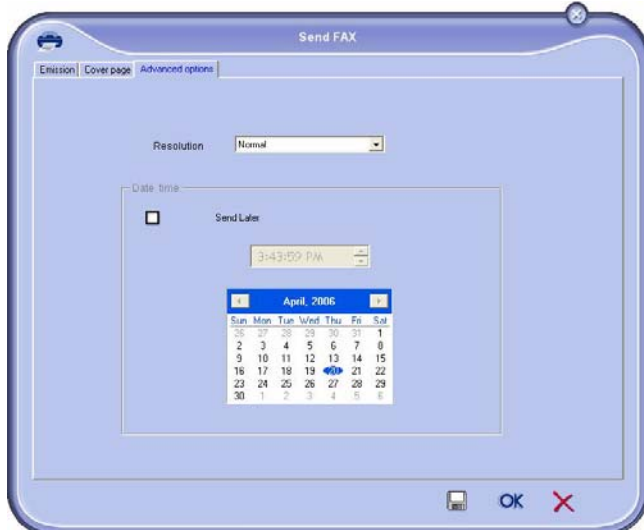 Send FAX
Emission Cover page Advanced options
Resolution Normal
Date time
Send Later
3:43:59 PM
April, 2006
Sun Mon Tue Wed Thu Fri Sat
26 27 28 29 30 31 1
2 3 4 5 6 7 8
9 10 11 12 13 14 15
16 17 18 19 20 21 22
23 24 25 26 27 28 29
30 1 2 3 4 5 6
OK